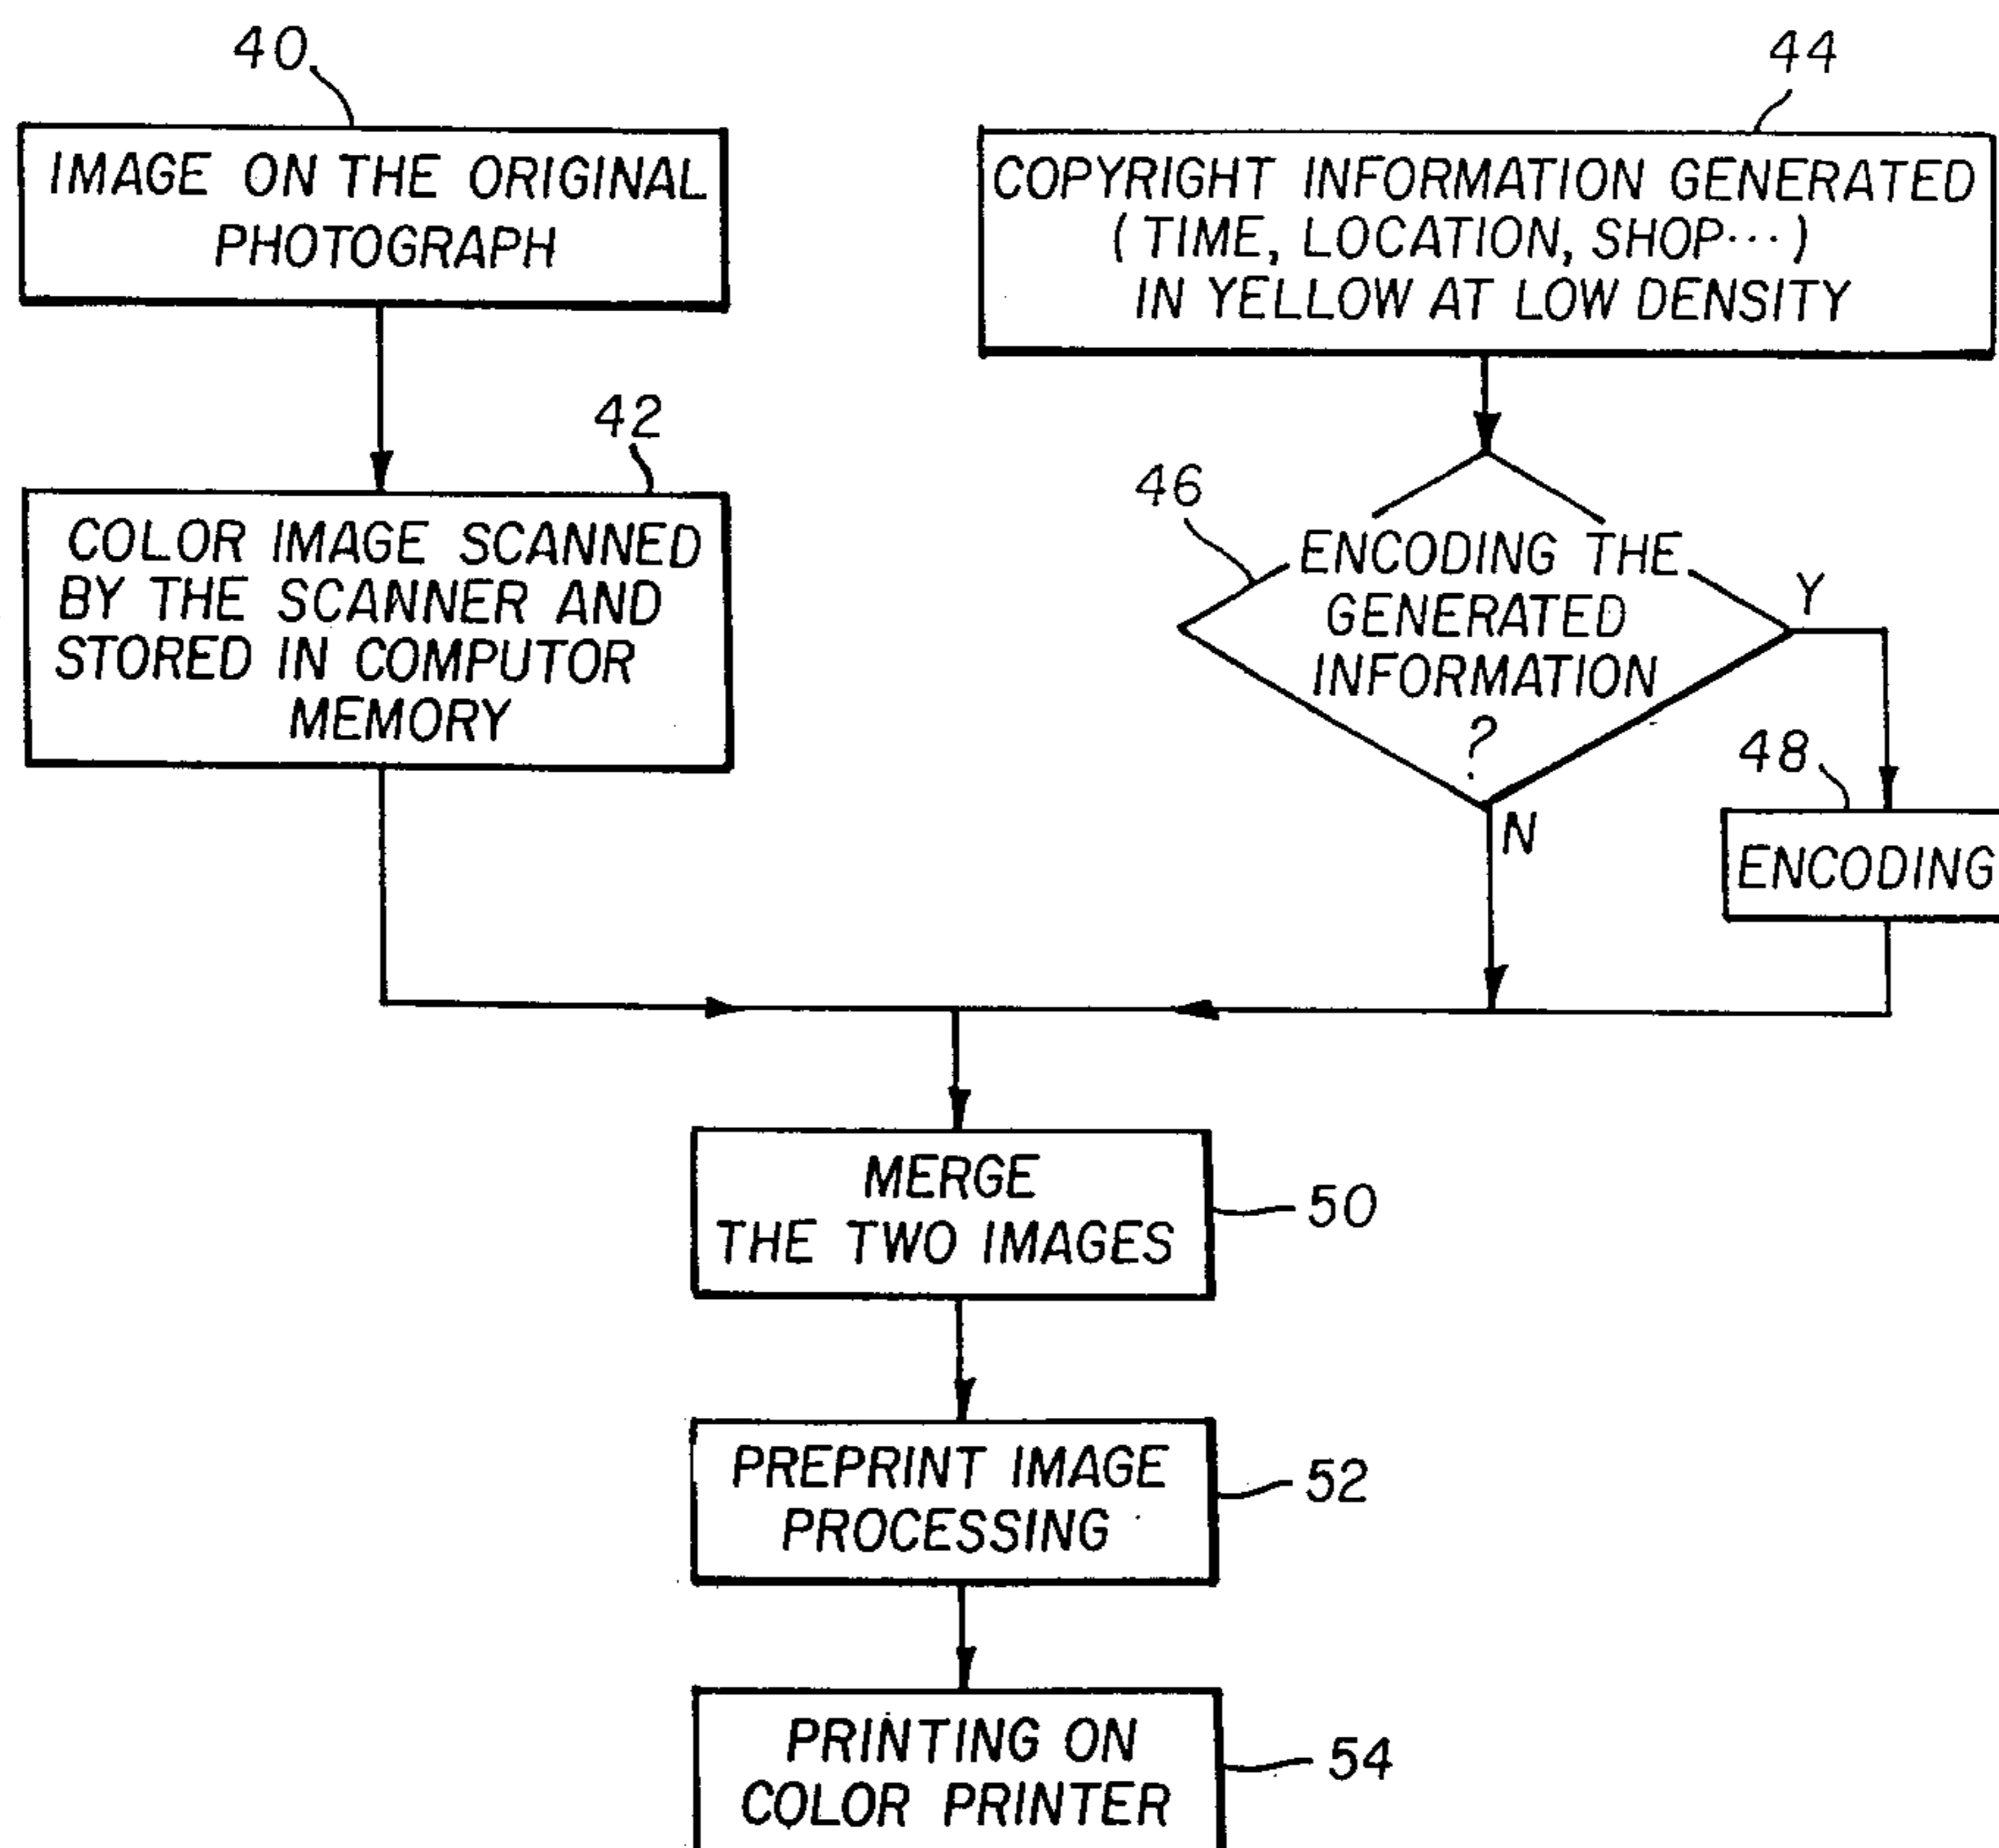 40
IMAGE ON THE ORIGINAL
PHOTOGRAPH
42
COLOR IMAGE SCANNED
BY THE SCANNER AND
STORED IN COMPUTOR
MEMORY
44
COPYRIGHT INFORMATION GENERATED
(TIME, LOCATION, SHOP···)
IN YELLOW AT LOW DENSITY
46
ENCODING THE
GENERATED
INFORMATION
?
Y
N
48
ENCODING
MERGE
THE TWO IMAGES
50
PREPRINT IMAGE
PROCESSING
52
PRINTING ON
COLOR PRINTER
54